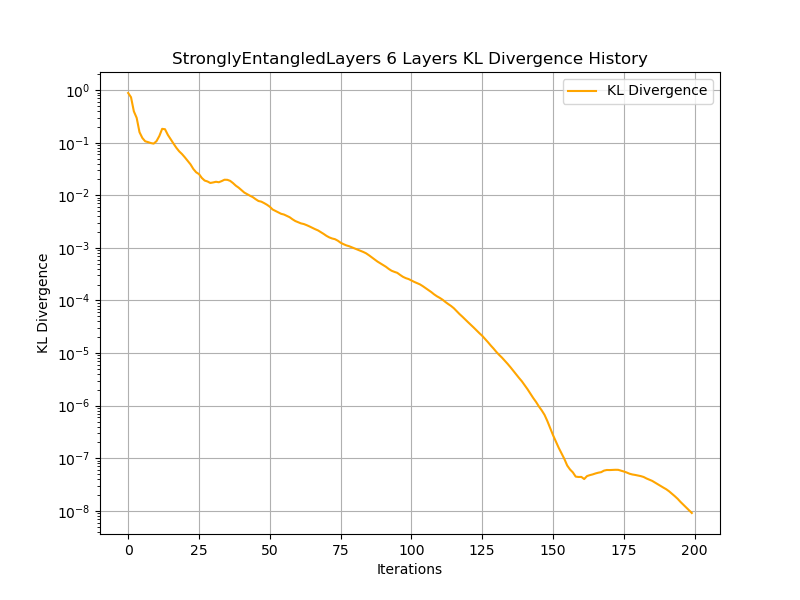 StronglyEntangledLayers 6 Layers KL Divergence History
KL Divergence
KL Divergence
10⁰
10⁻¹
10⁻²
10⁻³
10⁻⁴
10⁻⁵
10⁻⁶
10⁻⁷
10⁻⁸
0 25 50 75 100 125 150 175 200
Iterations